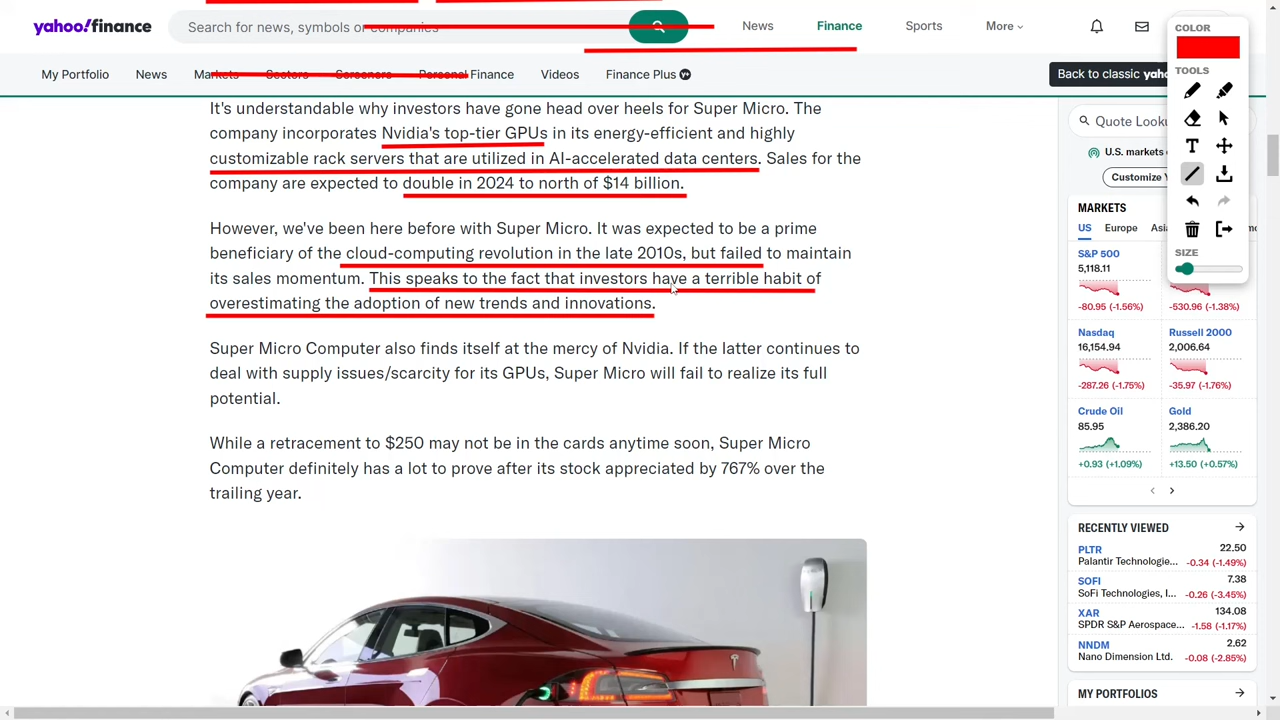 yahoo!finance
Search for news, symbols or companies
News
Finance
Sports
More
COLOR
TOOLS
SIZE
My Portfolio
News
Markets
Sectors
Screeners
Personal Finance
Videos
Finance Plus
Back to classic yaho
It's understandable why investors have gone head over heels for Super Micro. The
company incorporates Nvidia's top-tier GPUs in its energy-efficient and highly
customizable rack servers that are utilized in AI-accelerated data centers. Sales for the
company are expected to double in 2024 to north of $14 billion.
However, we've been here before with Super Micro. It was expected to be a prime
beneficiary of the cloud-computing revolution in the late 2010s, but failed to maintain
its sales momentum. This speaks to the fact that investors have a terrible habit of
overestimating the adoption of new trends and innovations.
Super Micro Computer also finds itself at the mercy of Nvidia. If the latter continues to
deal with supply issues/scarcity for its GPUs, Super Micro will fail to realize its full
potential.
While a retracement to $250 may not be in the cards anytime soon, Super Micro
Computer definitely has a lot to prove after its stock appreciated by 767% over the
trailing year.
Quote Looku
U.S. markets
Customize Y
MARKETS
US Europe Asia
S&P 500
5,118.11
-80.95 (-1.56%)
-530.96 (-1.38%)
Nasdaq
16,154.94
-287.26 (-1.75%)
Russell 2000
2,006.64
-35.97 (-1.76%)
Crude Oil
85.95
+0.93 (+1.09%)
Gold
2,386.20
+13.50 (+0.57%)
RECENTLY VIEWED
PLTR 22.50
Palantir Technologie... -0.34 (-1.49%)
SOFI 7.38
SoFi Technologies, I... -0.26 (-3.45%)
XAR 134.08
SPDR S&P Aerospace... -1.58 (-1.17%)
NNDM 2.62
Nano Dimension Ltd. -0.08 (-2.85%)
MY PORTFOLIOS